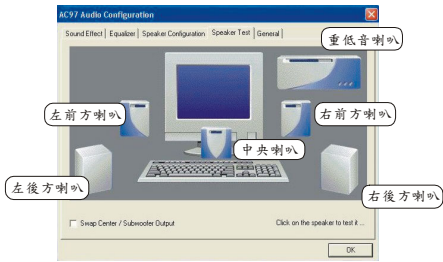 AC97 Audio Configuration
Sound Effect Equalizer Speaker Configuration Speaker Test General
重低音喇叭
左前方喇叭
右前方喇叭
中央喇叭
左後方喇叭
右後方喇叭
Swap Center / Subwoofer Output
Click on the speaker to test it ...
OK